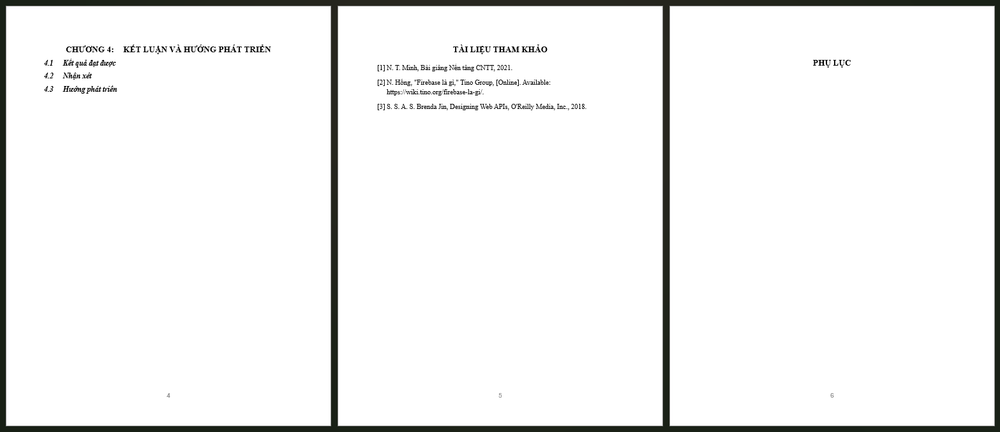 CHƯƠNG 4: KẾT LUẬN VÀ HƯỚNG PHÁT TRIỂN
4.1 Kết quả đạt được
4.2 Nhận xét
4.3 Hướng phát triển
4
TÀI LIỆU THAM KHẢO
[1] N. T. Minh, Bài giảng Nền tảng CNTT, 2021.
[2] N. Hồng, "Firebase là gì," Tino Group, [Online]. Available:
https://wiki.tino.org/firebase-la-gi/.
[3] S. S. A. S. Brenda Jin, Designing Web APIs, O'Reilly Media, Inc., 2018.
5
PHỤ LỤC
6